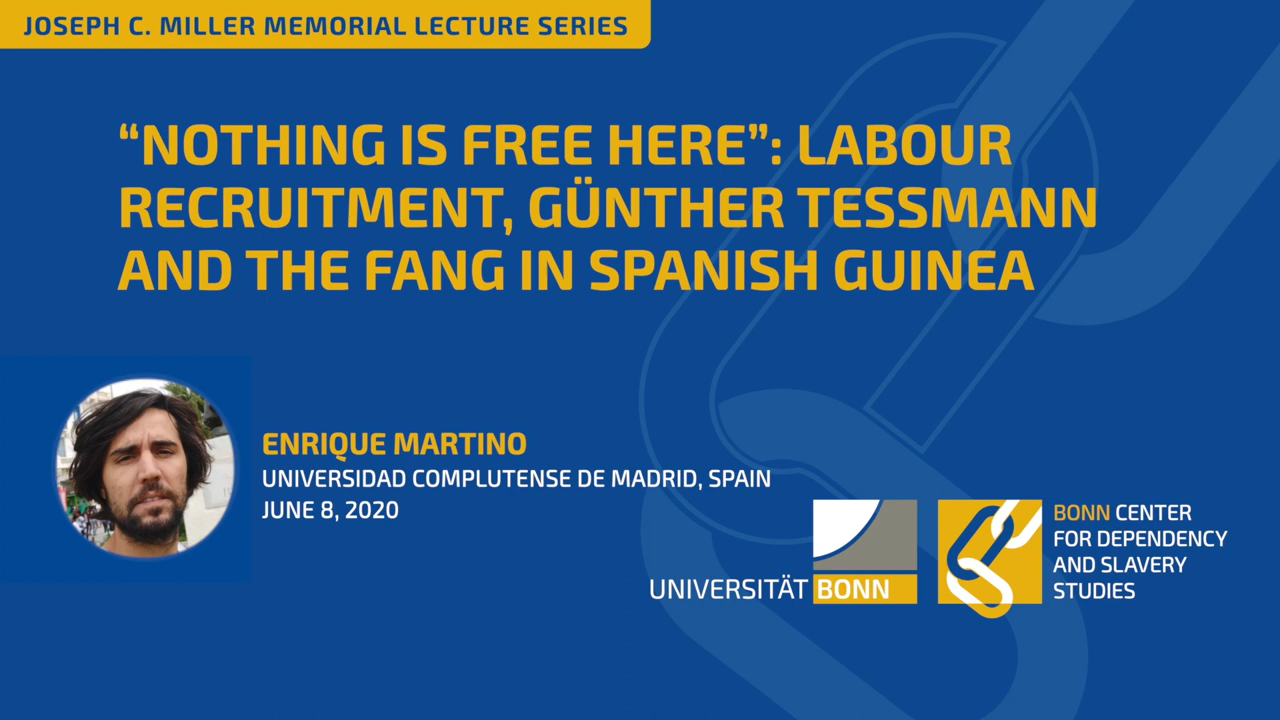 JOSEPH C. MILLER MEMORIAL LECTURE SERIES
“NOTHING IS FREE HERE”: LABOUR
RECRUITMENT, GÜNTHER TESSMANN
AND THE FANG IN SPANISH GUINEA
ENRIQUE MARTINO
UNIVERSIDAD COMPLUTENSE DE MADRID, SPAIN
JUNE 8, 2020
UNIVERSITÄT BONN
BONN CENTER
FOR DEPENDENCY
AND SLAVERY
STUDIES